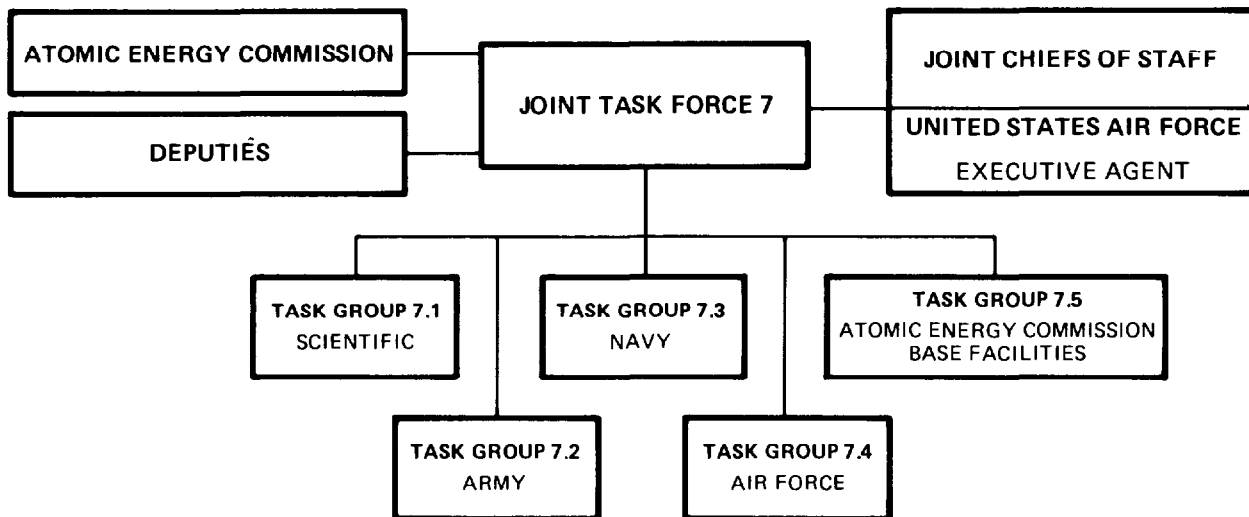 ATOMIC ENERGY COMMISSION
DEPUTIÊS
JOINT TASK FORCE 7
JOINT CHIEFS OF STAFF
UNITED STATES AIR FORCE
EXECUTIVE AGENT
TASK GROUP 7.1
SCIENTIFIC
TASK GROUP 7.3
NAVY
TASK GROUP 7.5
ATOMIC ENERGY COMMISSION
BASE FACILITIES
TASK GROUP 7.2
ARMY
TASK GROUP 7.4
AIR FORCE